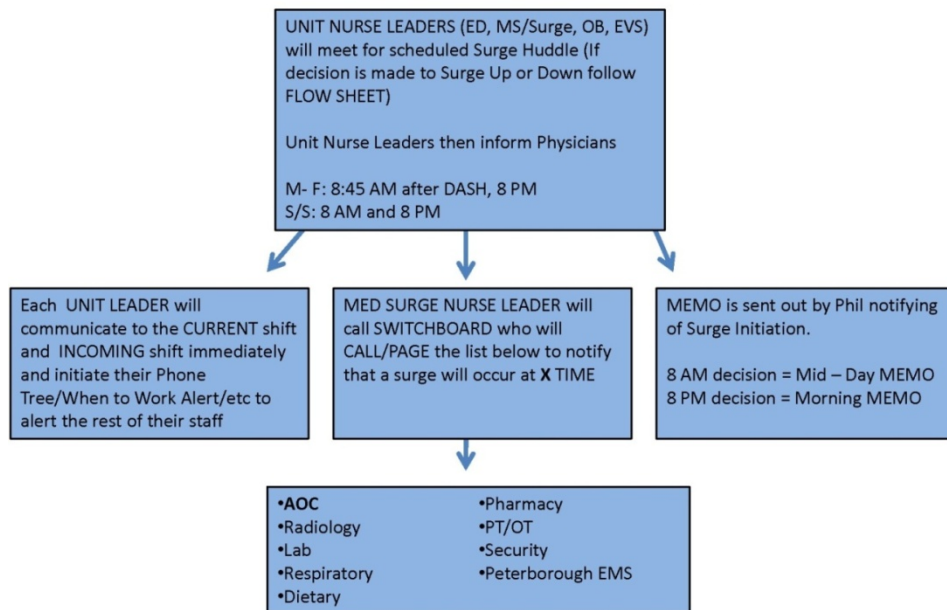 UNIT NURSE LEADERS (ED, MS/Surge, OB, EVS)
will meet for scheduled Surge Huddle (If
decision is made to Surge Up or Down follow
FLOW SHEET)
Unit Nurse Leaders then inform Physicians
M- F: 8:45 AM after DASH, 8 PM
S/S: 8 AM and 8 PM
Each UNIT LEADER will
communicate to the CURRENT shift
and INCOMING shift immediately
and initiate their Phone
Tree/When to Work Alert/etc to
alert the rest of their staff
MED SURGE NURSE LEADER will
call SWITCHBOARD who will
CALL/PAGE the list below to notify
that a surge will occur at X TIME
MEMO is sent out by Phil notifying
of Surge Initiation.
8 AM decision = Mid – Day MEMO
8 PM decision = Morning MEMO
•AOC
•Radiology
•Lab
•Respiratory
•Dietary
•Pharmacy
•PT/OT
•Security
•Peterborough EMS